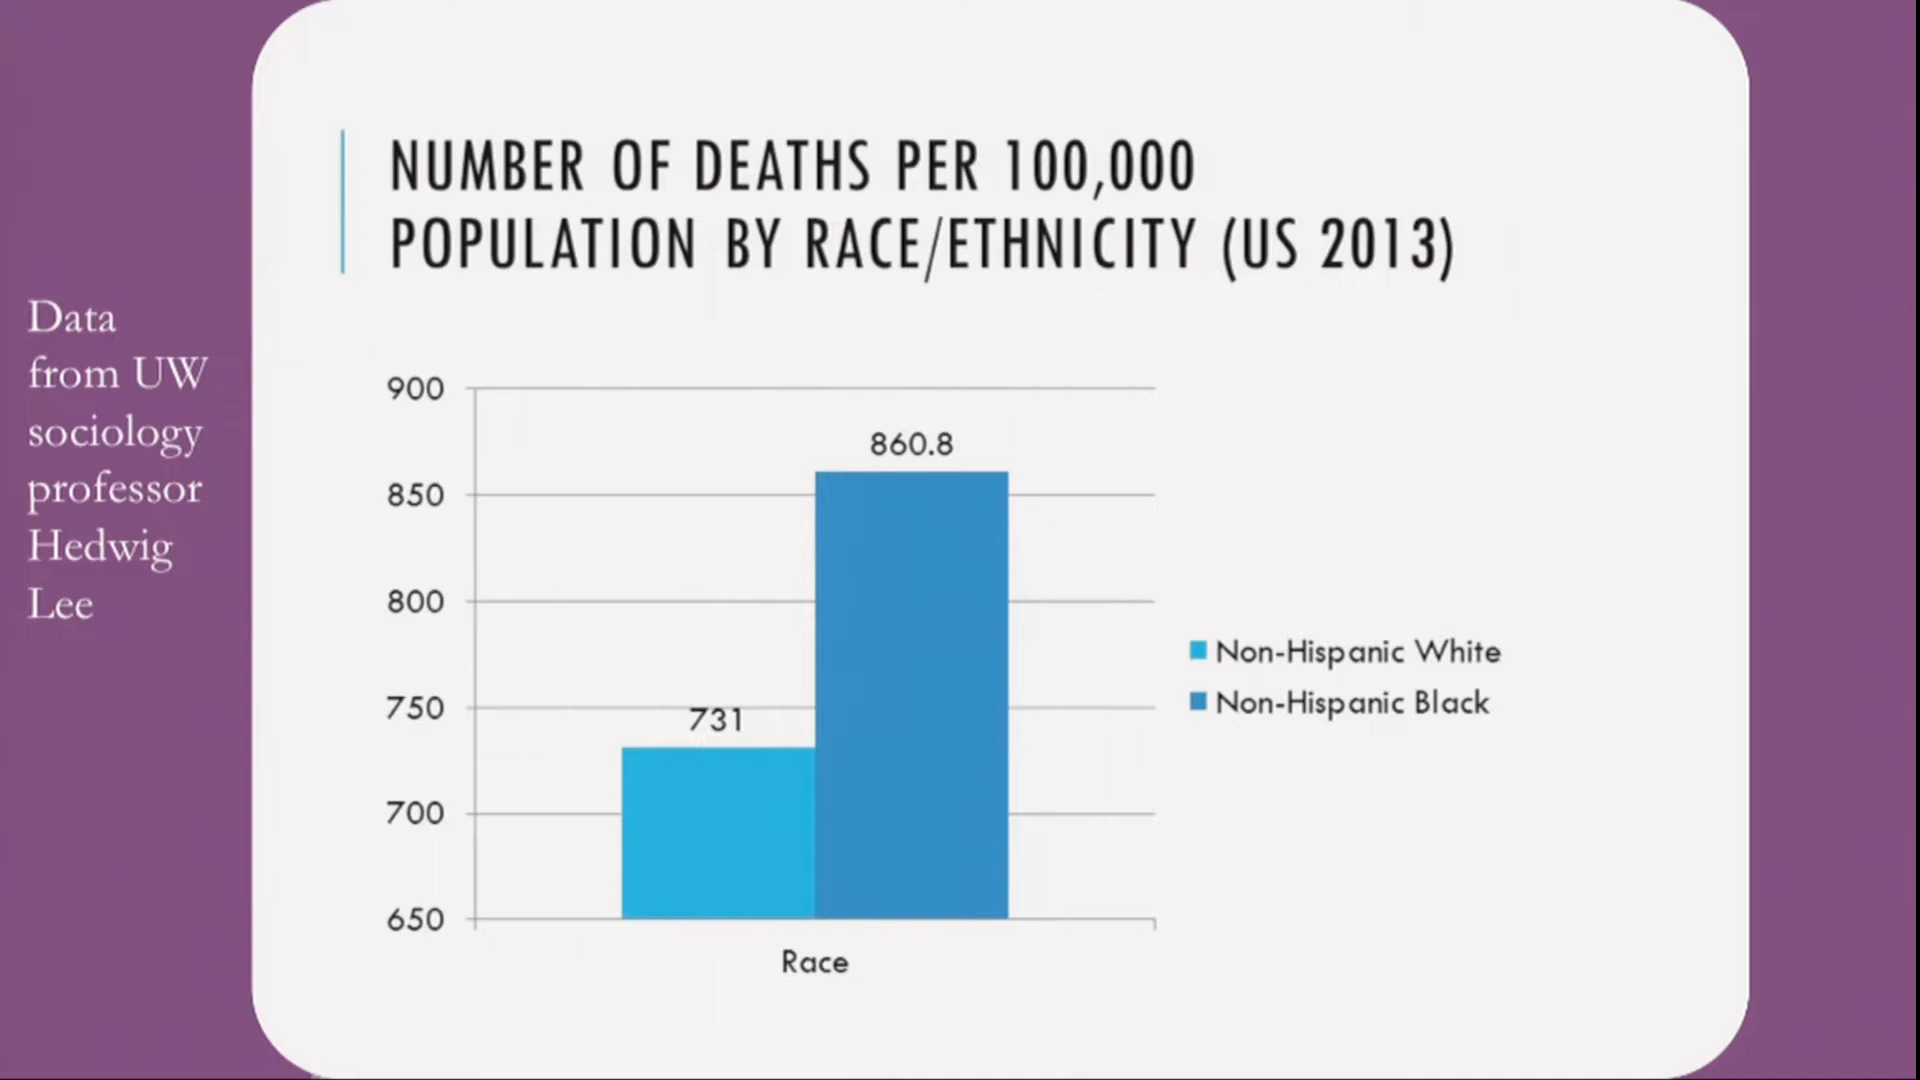 Data
from UW
sociology
professor
Hedwig
Lee
NUMBER OF DEATHS PER 100,000
POPULATION BY RACE/ETHNICITY (US 2013)
900
850
800
750
700
650
860.8
731
Race
Non-Hispanic White
Non-Hispanic Black